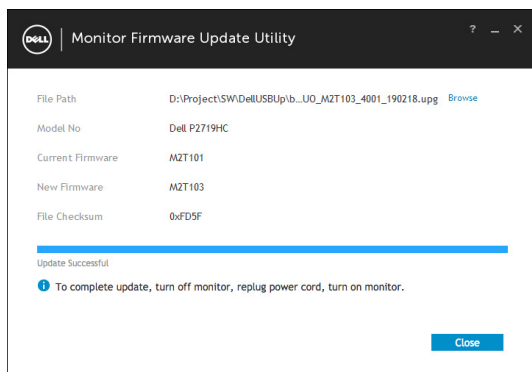 DELL Monitor Firmware Update Utility ? _ ×
File Path D:\Project\SW\DellUSBUp\b...UO_M2T103_4001_190218.upg Browse
Model No Dell P2719HC
Current Firmware M2T101
New Firmware M2T103
File Checksum 0xFD5F
Update Successful
To complete update, turn off monitor, replug power cord, turn on monitor.
Close